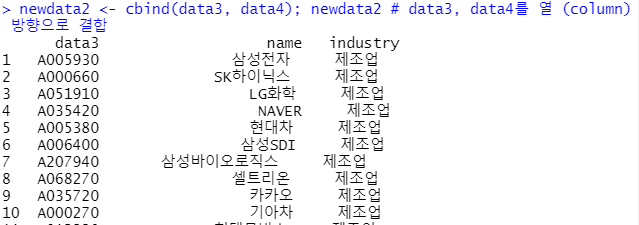 > newdata2 <- cbind(data3, data4); newdata2 # data3, data4를 열 (column)
방향으로 결합
data3 name industry
1 A005930 삼성전자 제조업
2 A000660 SK하이닉스 제조업
3 A051910 LG화학 제조업
4 A035420 NAVER 제조업
5 A005380 현대차 제조업
6 A006400 삼성SDI 제조업
7 A207940 삼성바이오로직스 제조업
8 A068270 셀트리온 제조업
9 A035720 카카오 제조업
10 A000270 기아차 제조업